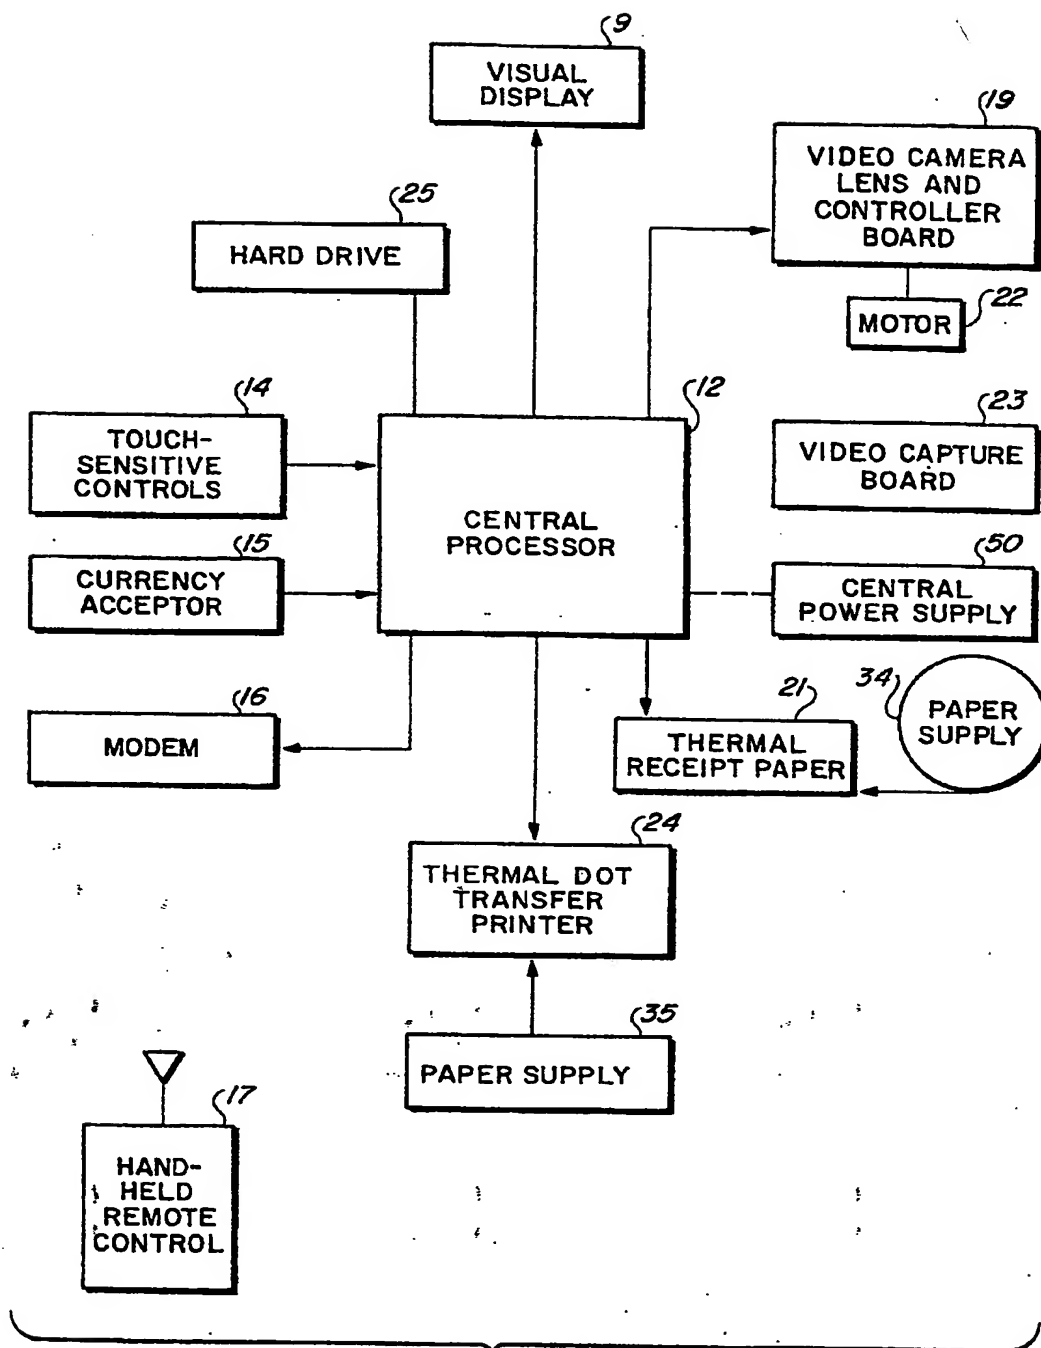 9
VISUAL
DISPLAY
19
VIDEO CAMERA
LENS AND
CONTROLLER
BOARD
25
HARD DRIVE
22
MOTOR
14
TOUCH-
SENSITIVE
CONTROLS
12
CENTRAL
PROCESSOR
23
VIDEO CAPTURE
BOARD
15
CURRENCY
ACCEPTOR
50
CENTRAL
POWER SUPPLY
16
MODEM
21
THERMAL
RECEIPT PAPER
34
PAPER
SUPPLY
24
THERMAL DOT
TRANSFER
PRINTER
35
PAPER SUPPLY
17
HAND-
HELD
REMOTE
CONTROL